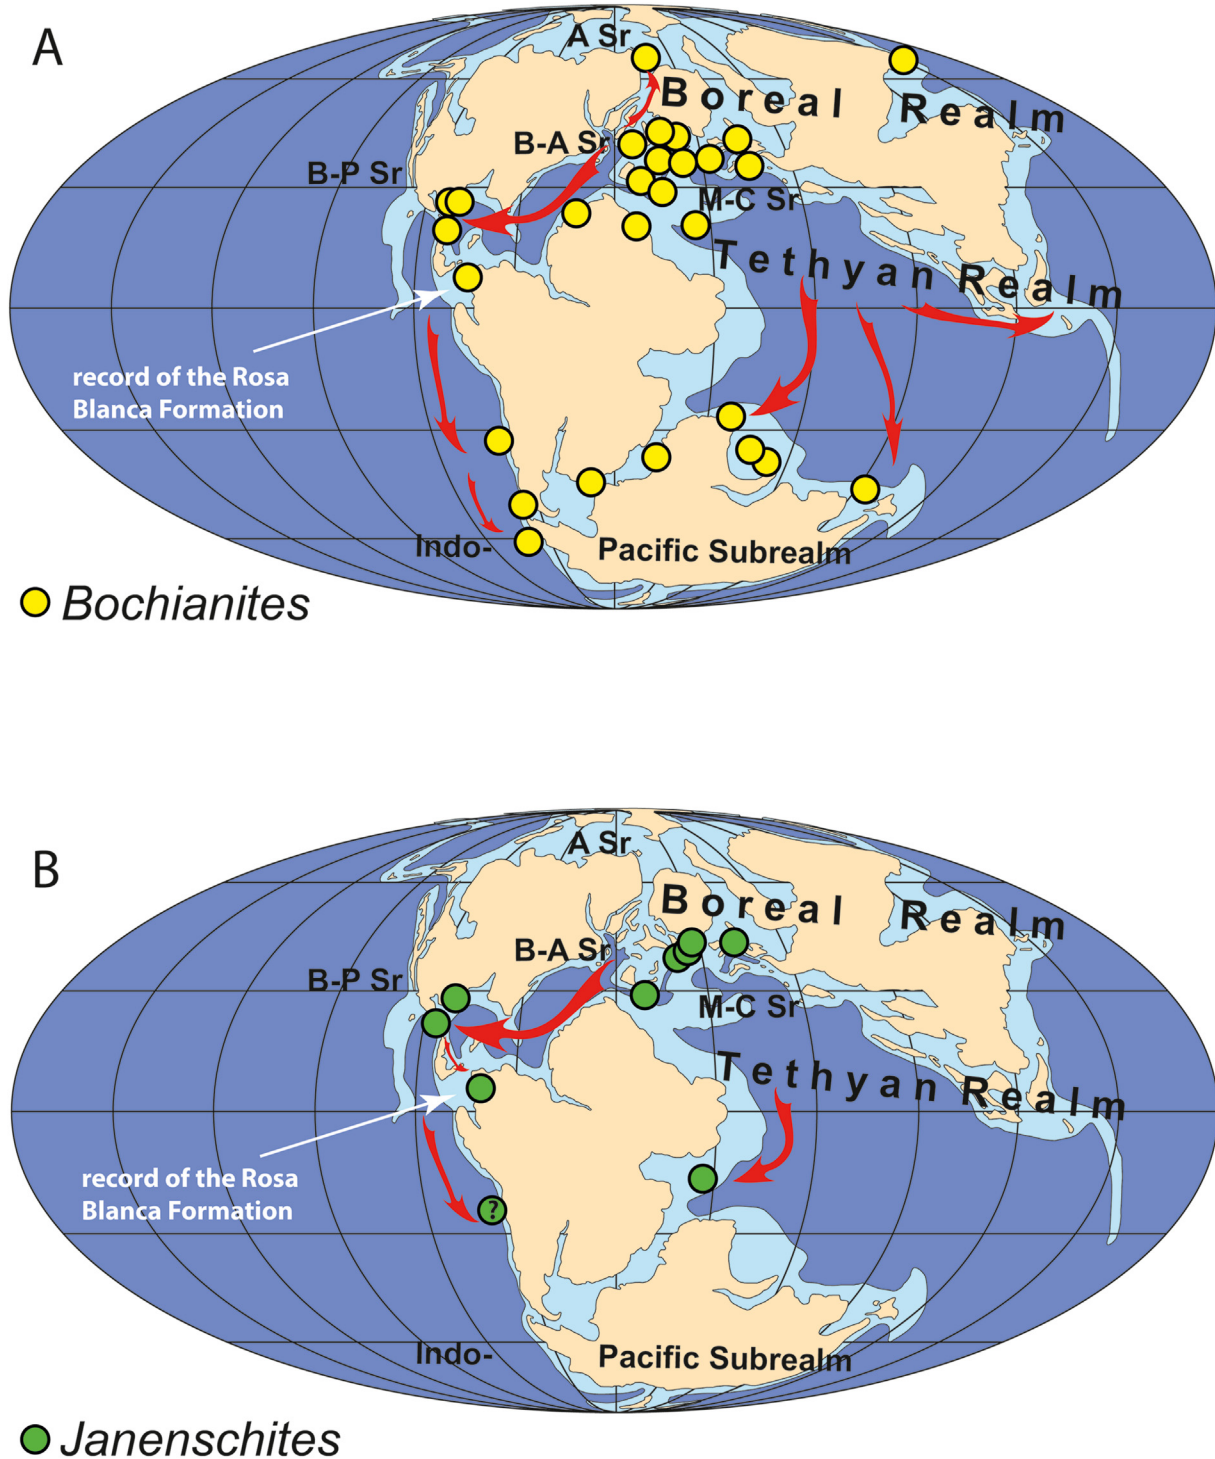 A
A Sr
Boreal Realm
B-A Sr
B-P Sr
M-C Sr
Tethyan Realm
record of the Rosa
Blanca Formation
Indo- Pacific Subrealm
Bochianites
B
A Sr
Boreal Realm
B-A Sr
B-P Sr
M-C Sr
Tethyan Realm
record of the Rosa
Blanca Formation
?
Indo- Pacific Subrealm
Janenschites